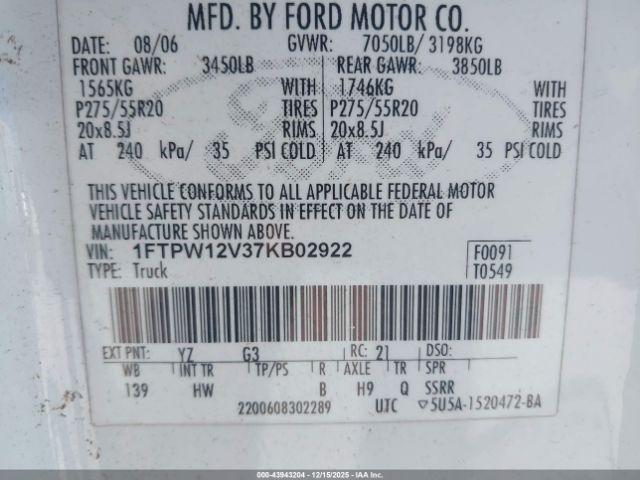 MFD. BY FORD MOTOR CO.
DATE: 08/06 GVWR: 7050LB/ 3198KG
FRONT GAWR: 3450LB REAR GAWR: 3850LB
1565KG WITH 1746KG WITH
P275/55R20 TIRES P275/55R20 TIRES
20x8.5J RIMS 20x8.5J RIMS
AT 240 kPa/ 35 PSI COLD AT 240 kPa/ 35 PSI COLD
THIS VEHICLE CONFORMS TO ALL APPLICABLE FEDERAL MOTOR
VEHICLE SAFETY STANDARDS IN EFFECT ON THE DATE OF
MANUFACTURE SHOWN ABOVE.
VIN: 1FTPW12V37KB02922 F0091
TYPE: Truck T0549
EXT PNT: YZ G3 RC: 21 DSO:
WB INT TR TP/PS R AXLE TR SPR
139 HW B H9 Q SSRR
2200608302289 UTC ▽5U5A-1520472-BA
000-43943204 - 12/15/2025 - IAAI.COM